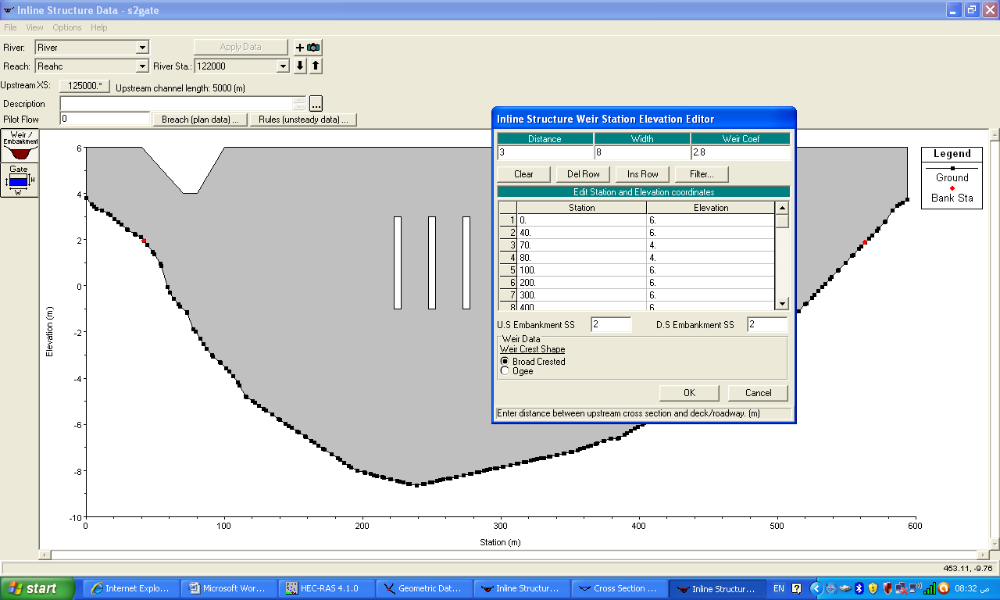 Inline Structure Data - s2gate
File View Options Help
River: River Apply Data
Reach: Reahc River Sta.: 122000
Upstream XS: 125000.* Upstream channel length: 5000 (m)
Description ...
Pilot Flow 0 Breach (plan data) ... Rules (unsteady data) ...
Weir /
Embankment
Gate
H
W
Elevation (m)
6
4
2
0
-2
-4
-6
-8
-10
0 100 200 300 400 500 600
Station (m)
Legend
Ground
Bank Sta
Inline Structure Weir Station Elevation Editor
Distance Width Weir Coef
3 8 2.8
Clear Del Row Ins Row Filter...
Edit Station and Elevation coordinates
Station Elevation
1 0. 6.
2 40. 6.
3 70. 4.
4 80. 4.
5 100. 6.
6 200. 6.
7 300. 6.
8 400. 6.
U.S Embankment SS 2 D.S Embankment SS 2
Weir Data
Weir Crest Shape
Broad Crested
Ogee
OK Cancel
Enter distance between upstream cross section and deck/roadway. (m)
453.11, -9.76
start Internet Explo... Microsoft Wor... HEC-RAS 4.1.0 Geometric Dat... Inline Structur... Cross Section ... Inline Structur... EN 08:32 ص